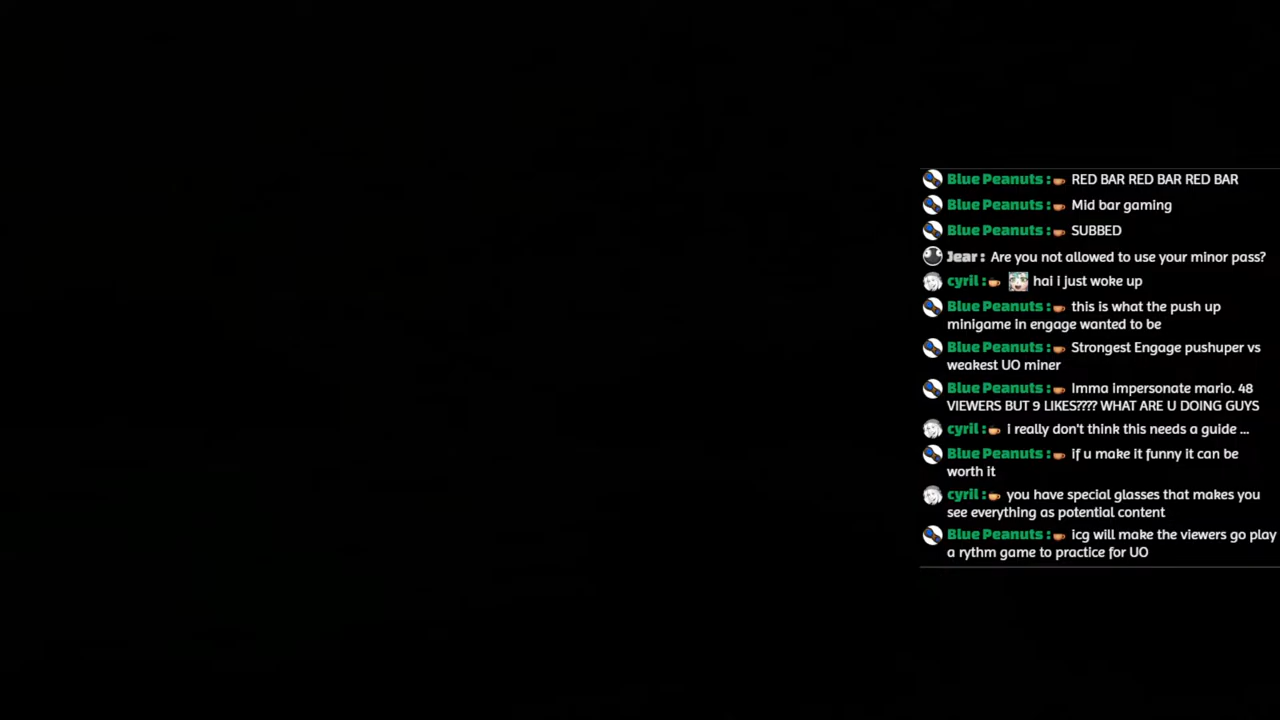 Blue Peanuts : RED BAR RED BAR RED BAR
Blue Peanuts : Mid bar gaming
Blue Peanuts : SUBBED
Jear : Are you not allowed to use your minor pass?
cyril : hai i just woke up
Blue Peanuts : this is what the push up
minigame in engage wanted to be
Blue Peanuts : Strongest Engage pushuper vs
weakest UO miner
Blue Peanuts : Imma impersonate mario. 48
VIEWERS BUT 9 LIKES???? WHAT ARE U DOING GUYS
cyril : i really don't think this needs a guide ...
Blue Peanuts : if u make it funny it can be
worth it
cyril : you have special glasses that makes you
see everything as potential content
Blue Peanuts : icg will make the viewers go play
a rythm game to practice for UO